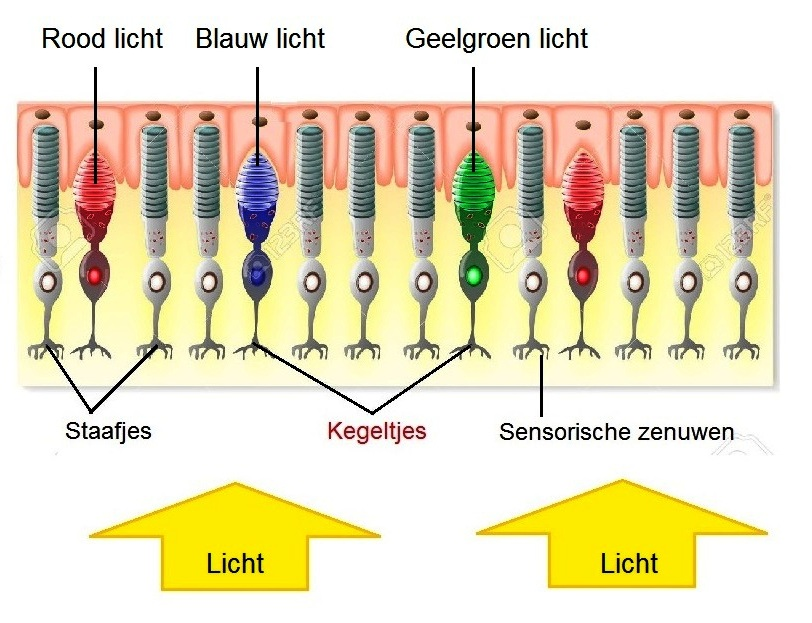 Rood licht Blauw licht Geelgroen licht
Staafjes Kegeltjes Sensorische zenuwen
Licht Licht